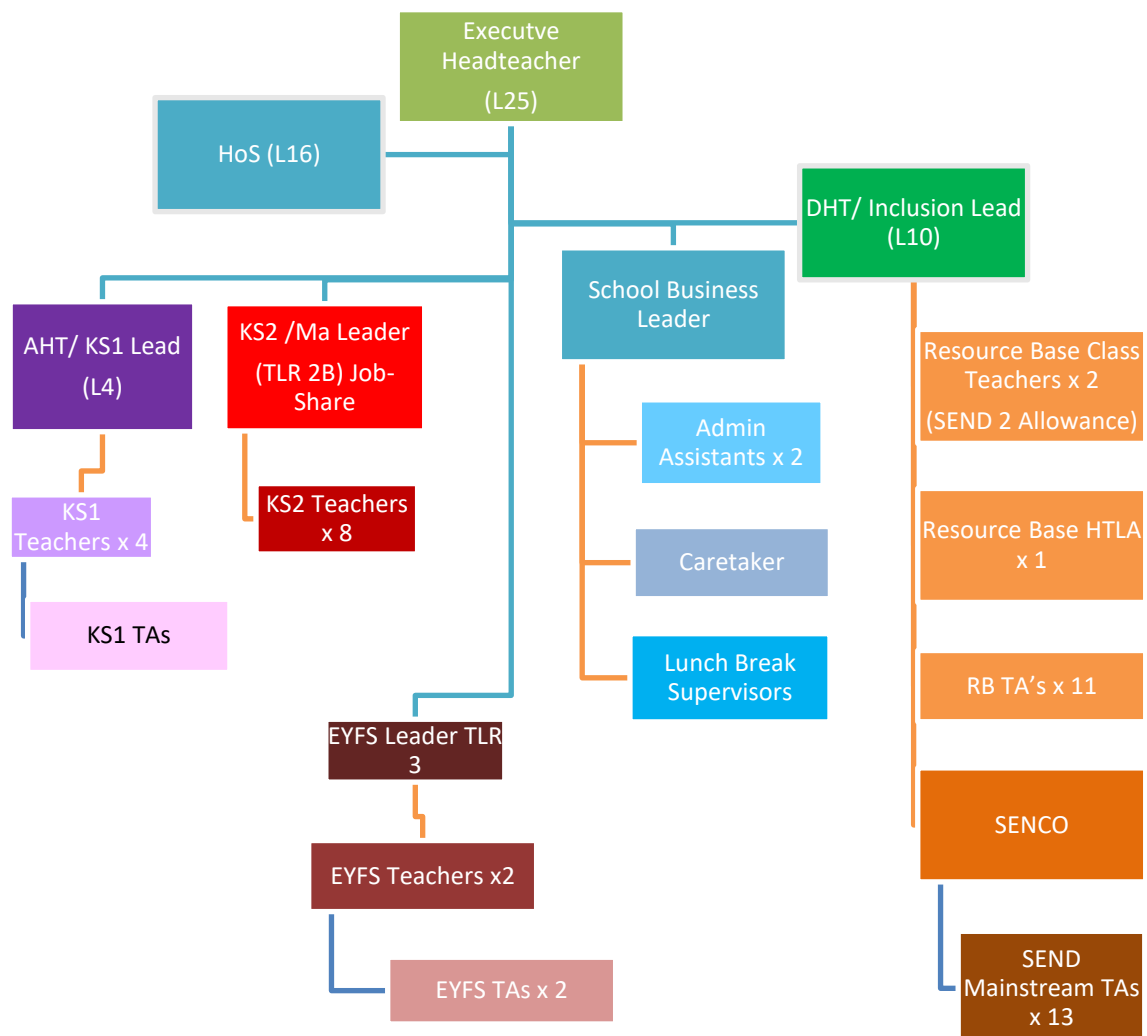 Executve
Headteacher
(L25)
HoS (L16)
DHT/ Inclusion Lead
(L10)
AHT/ KS1 Lead
(L4)
KS2 /Ma Leader
(TLR 2B) Job-
Share
School Business
Leader
Resource Base Class
Teachers x 2
(SEND 2 Allowance)
Admin
Assistants x 2
KS1
Teachers x 4
KS2 Teachers
x 8
Resource Base HTLA
x 1
Caretaker
KS1 TAs
Lunch Break
Supervisors
RB TA’s x 11
EYFS Leader TLR
3
SENCO
EYFS Teachers x2
EYFS TAs x 2
SEND
Mainstream TAs
x 13